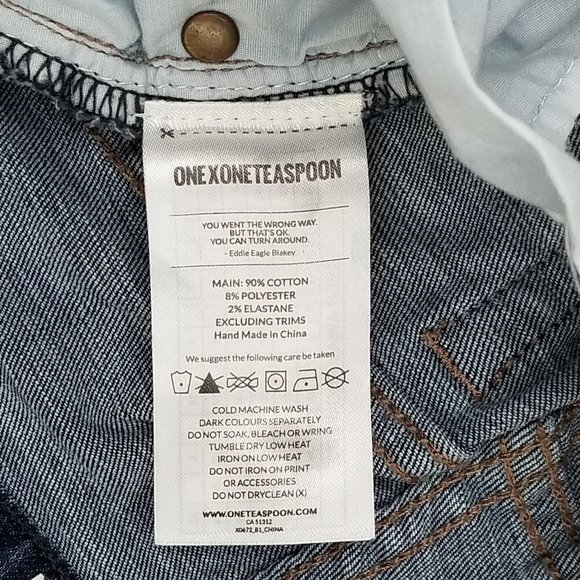 ONEXONETEASPOON
YOU WENT THE WRONG WAY.
BUT THAT'S OK.
YOU CAN TURN AROUND.
- Eddie Eagle Blakey
MAIN: 90% COTTON
8% POLYESTER
2% ELASTANE
EXCLUDING TRIMS
Hand Made in China
We suggest the following care be taken
COLD MACHINE WASH
DARK COLOURS SEPARATELY
DO NOT SOAK, BLEACH OR WRING
TUMBLE DRY LOW HEAT
IRON ON LOW HEAT
DO NOT IRON ON PRINT
OR ACCESSORIES
DO NOT DRYCLEAN (X)
WWW.ONETEASPOON.COM
CA 51312
X0672_B1_CHINA